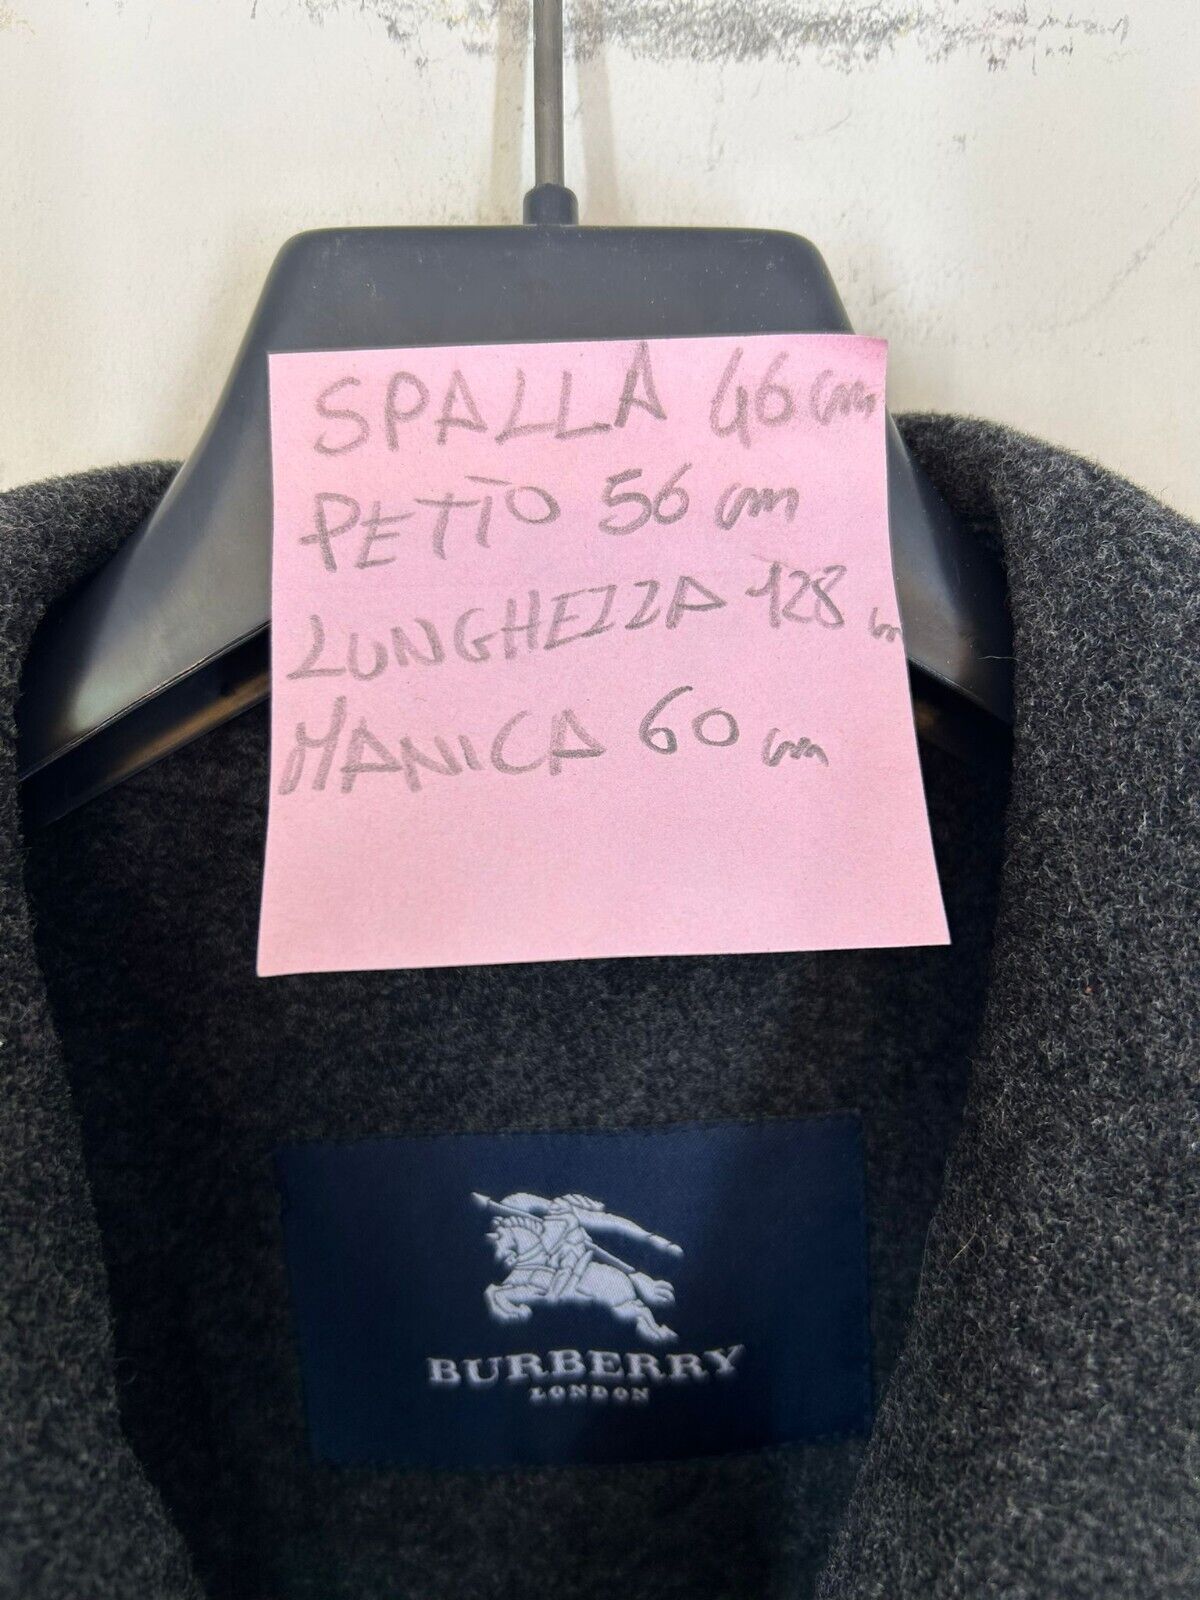 SPALLA 46 cm
PETTO 56 cm
LUNGHEZZA 128 cm
MANICA 60 cm
BURBERRY
LONDON